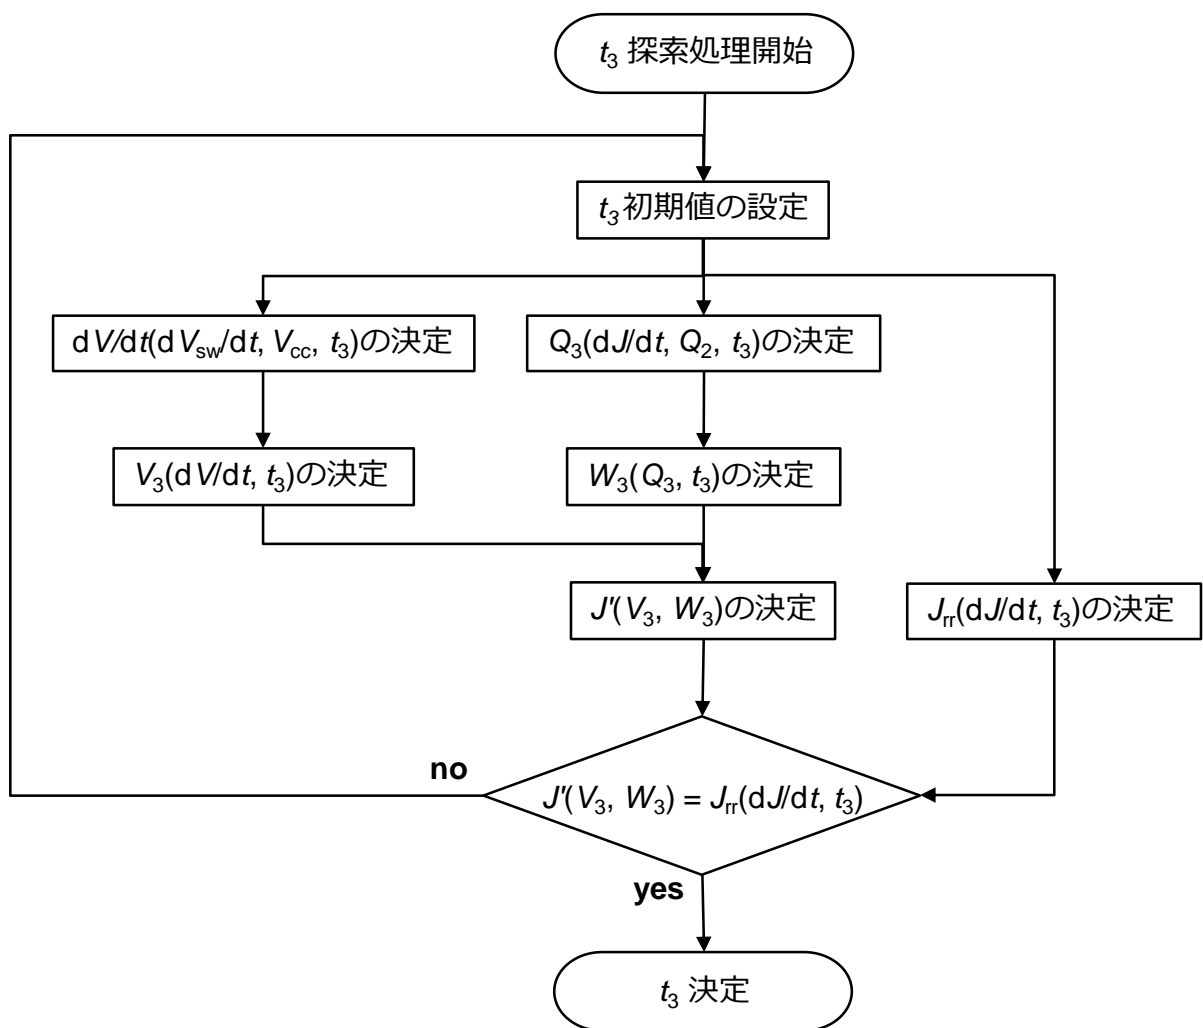 t₃ 探索処理開始
t₃初期値の設定
dV/dt(dVsw/dt, Vcc, t₃)の決定
Q₃(dJ/dt, Q₂, t₃)の決定
V₃(dV/dt, t₃)の決定
W₃(Q₃, t₃)の決定
J'(V₃, W₃)の決定
Jrr(dJ/dt, t₃)の決定
no
J'(V₃, W₃) = Jrr(dJ/dt, t₃)
yes
t₃ 決定